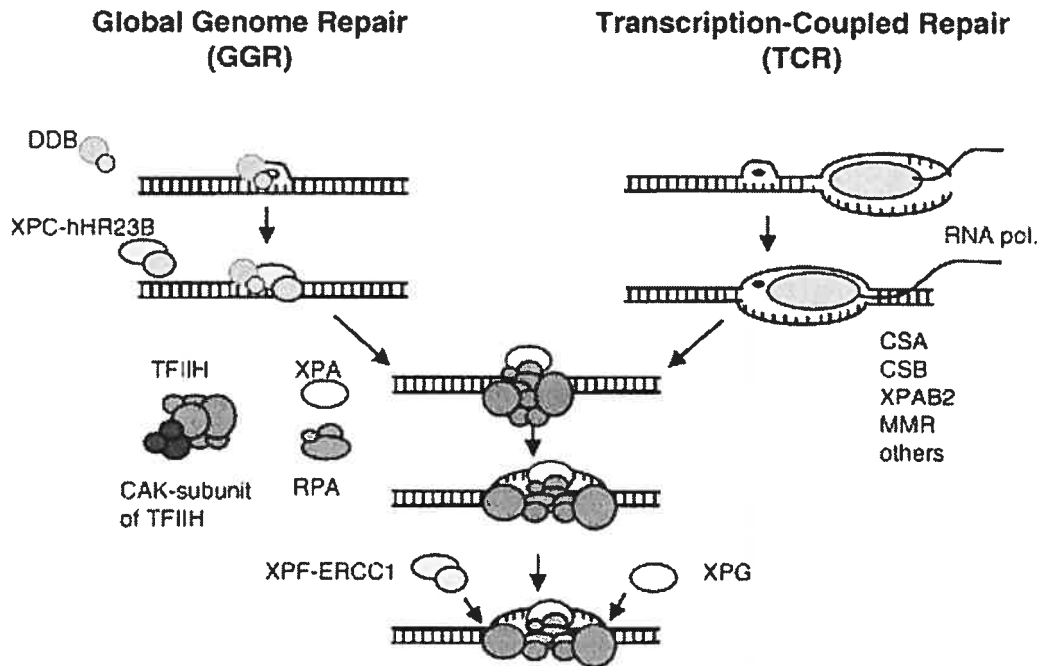 Global Genome Repair
(GGR)
Transcription-Coupled Repair
(TCR)
DDB
XPC-hHR23B
RNA pol.
CSA
CSB
XPAB2
MMR
others
TFIIH
XPA
CAK-subunit
of TFIIH
RPA
XPF-ERCC1
XPG